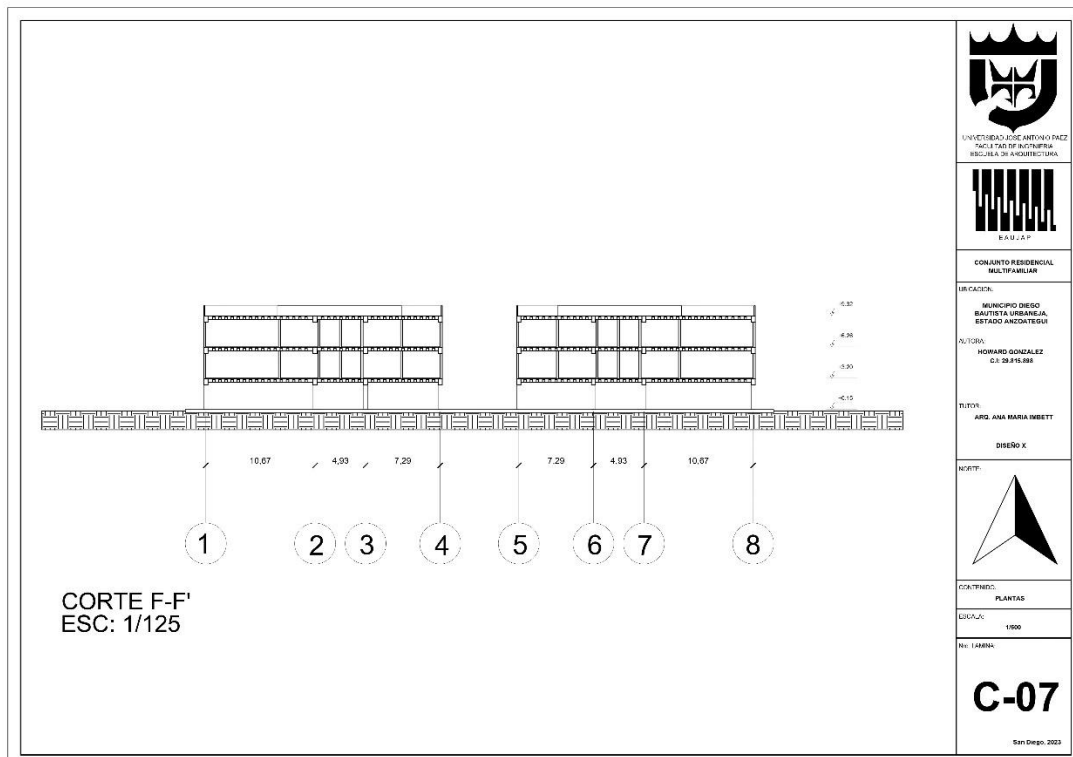 UNIVERSIDAD JOSE ANTONIO PAEZ
FACULTAD DE INGENIERIA
ESCUELA DE ARQUITECTURA
EAUJAP
CONJUNTO RESIDENCIAL
MULTIFAMILIAR
UBICACION:
MUNICIPIO DIEGO
BAUTISTA URBANEJA,
ESTADO ANZOATEGUI
AUTORA:
HOWARD GONZALEZ
TUTOR:
ARQ. ANA MARIA IMBETT
DISEÑO X
NORTE:
CONTENIDO:
PLANTAS
ESCALA:
1/500
Nro. LAMINA:
C-07
San Diego, 2023
10,67
4,93
7,29
7,29
4,93
10,67
1
2
3
4
5
6
7
8
CORTE F-F'
ESC: 1/125